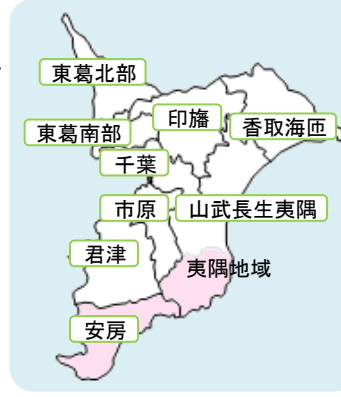 東葛北部
印旛
香取海匝
東葛南部
千葉
市原
山武長生夷隅
君津
夷隅地域
安房